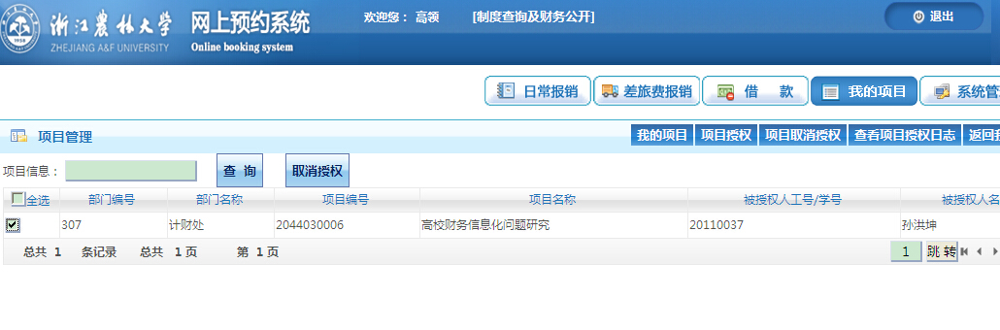 浙江農林大学 网上预约系统 欢迎您： 高领 [制度查询及财务公开] 退出
ZHEJIANG A&F UNIVERSITY Online booking system
日常报销 差旅费报销 借 款 我的项目 系统管
项目管理 我的项目 项目授权 项目取消授权 查看项目授权日志 返回
项目信息： 查 询 取消授权
全选 部门编号 部门名称 项目编号 项目名称 被授权人工号/学号 被授权人名
307 计财处 2044030006 高校财务信息化问题研究 20110037 孙洪坤
总共 1 条记录 总共 1 页 第 1 页 1 跳 转